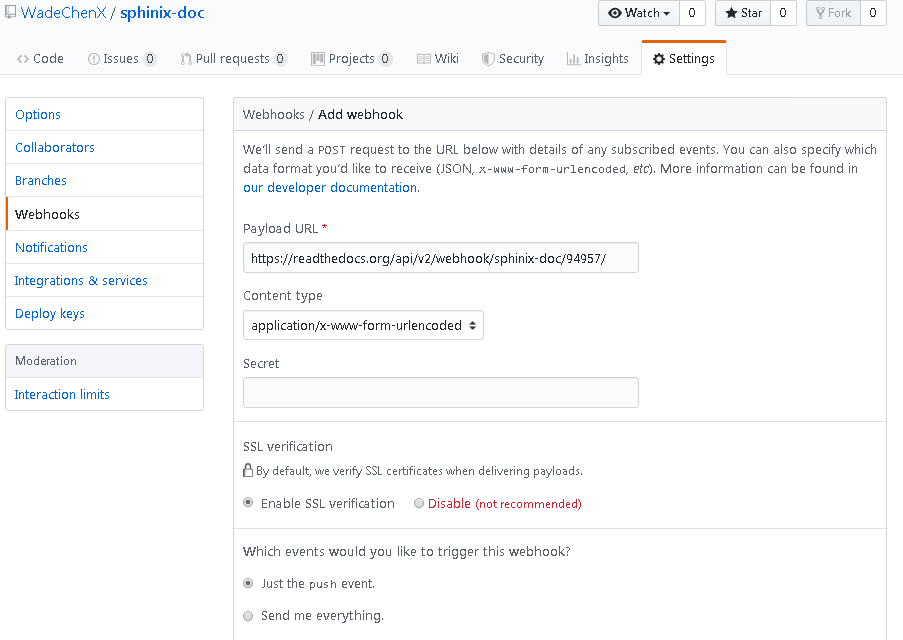 WadeChenX / sphinix-doc
Watch 0 Star 0 Fork 0
Code Issues 0 Pull requests 0 Projects 0 Wiki Security Insights Settings
Options
Collaborators
Branches
Webhooks
Notifications
Integrations & services
Deploy keys
Moderation
Interaction limits
Webhooks / Add webhook
We'll send a POST request to the URL below with details of any subscribed events. You can also specify which
data format you'd like to receive (JSON, x-www-form-urlencoded, etc). More information can be found in
our developer documentation.
Payload URL *
https://readthedocs.org/api/v2/webhook/sphinix-doc/94957/
Content type
application/x-www-form-urlencoded
Secret
SSL verification
By default, we verify SSL certificates when delivering payloads.
Enable SSL verification Disable (not recommended)
Which events would you like to trigger this webhook?
Just the push event.
Send me everything.